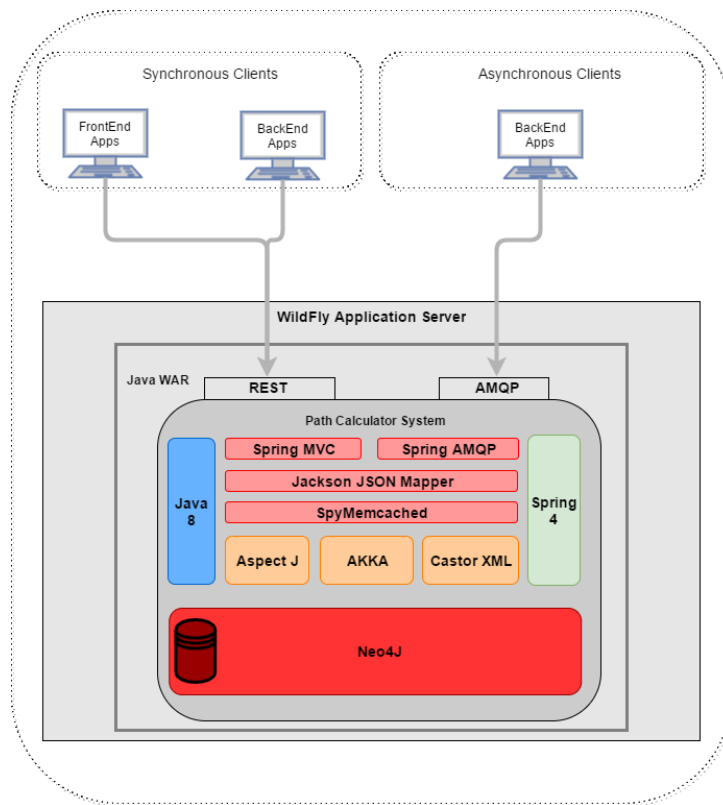 Synchronous Clients
Asynchronous Clients
FrontEnd
Apps
BackEnd
Apps
BackEnd
Apps
WildFly Application Server
Java WAR
REST
AMQP
Path Calculator System
Spring MVC
Spring AMQP
Java
8
Jackson JSON Mapper
Spring
4
SpyMemcached
Aspect J
AKKA
Castor XML
Neo4J